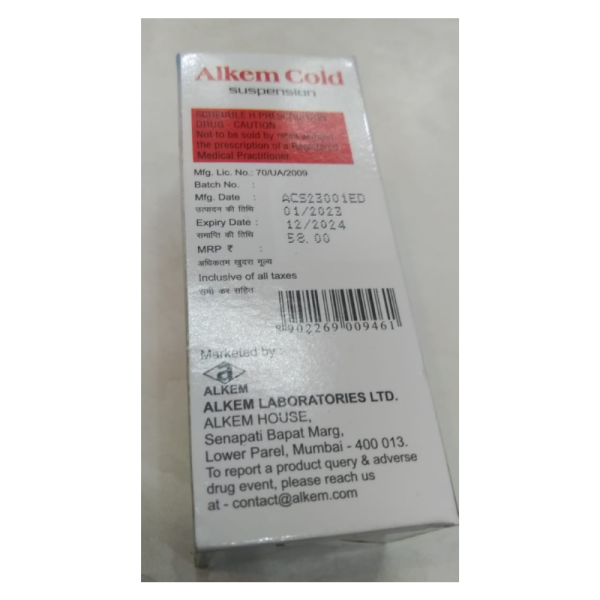 Alkem Cold
suspension
SCHEDULE H PRESCRIPTION
DRUG - CAUTION
Not to be sold by retail without
the prescription of a Registered
Medical Practitioner.
Mfg. Lic. No.: 70/UA/2009
Batch No. :
Mfg. Date : ACS23001ED
उत्पादन की तिथि 01/2023
Expiry Date : 12/2024
समाप्ति की तिथि 58.00
MRP ₹ :
अधिकतम खुदरा मूल्य
Inclusive of all taxes
सभी कर सहित
8 902269 009461
Marketed by :
ALKEM
ALKEM LABORATORIES LTD.
ALKEM HOUSE,
Senapati Bapat Marg,
Lower Parel, Mumbai - 400 013.
To report a product query & adverse
drug event, please reach us
at - contact@alkem.com